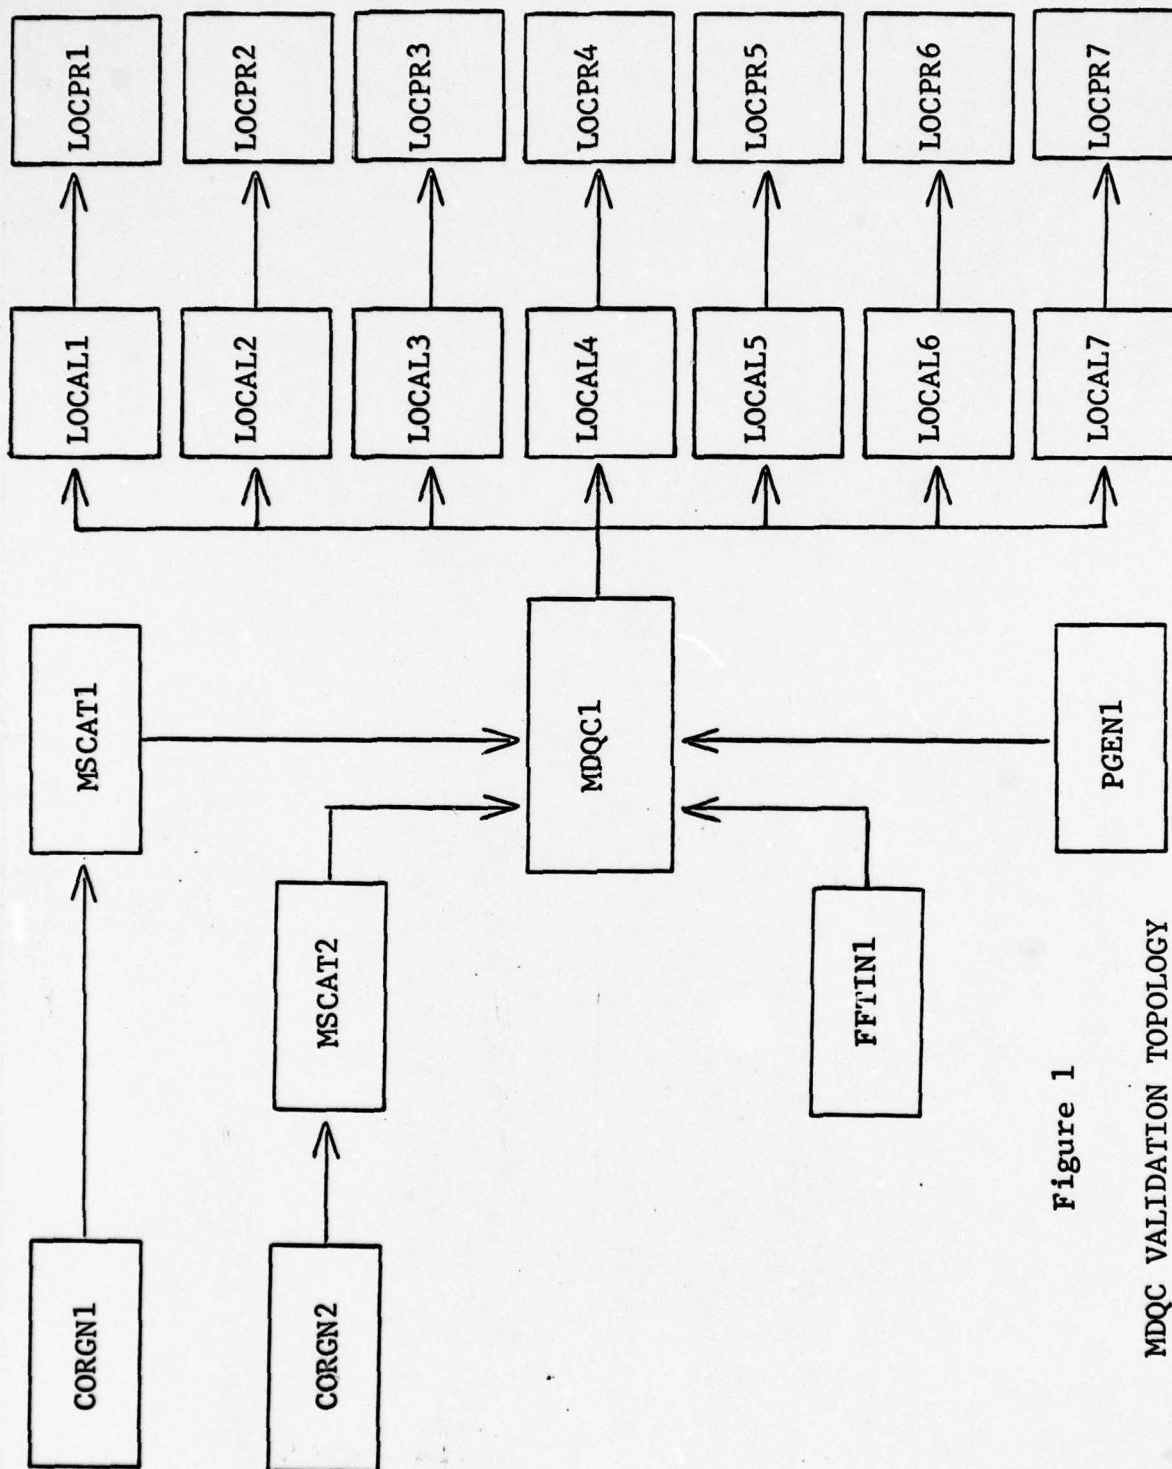 CORGN1
MSCAT1
CORGN2
MSCAT2
MDQC1
FFTIN1
PGEN1
LOCAL1
LOCPR1
LOCAL2
LOCPR2
LOCAL3
LOCPR3
LOCAL4
LOCPR4
LOCAL5
LOCPR5
LOCAL6
LOCPR6
LOCAL7
LOCPR7
Figure 1
MDQC VALIDATION TOPOLOGY